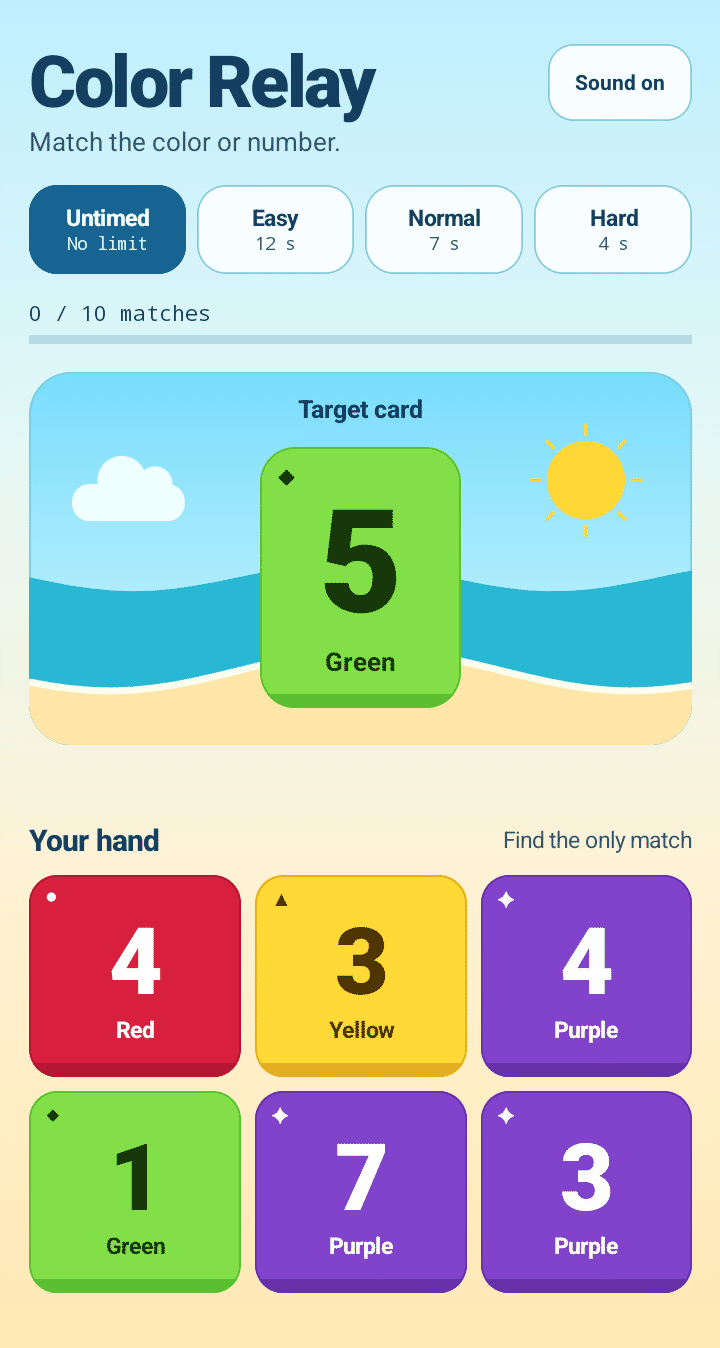 Color Relay
Sound on
Match the color or number.
Untimed
No limit
Easy
12 s
Normal
7 s
Hard
4 s
0 / 10 matches
Target card
5
Green
Your hand
Find the only match
4
Red
3
Yellow
4
Purple
1
Green
7
Purple
3
Purple